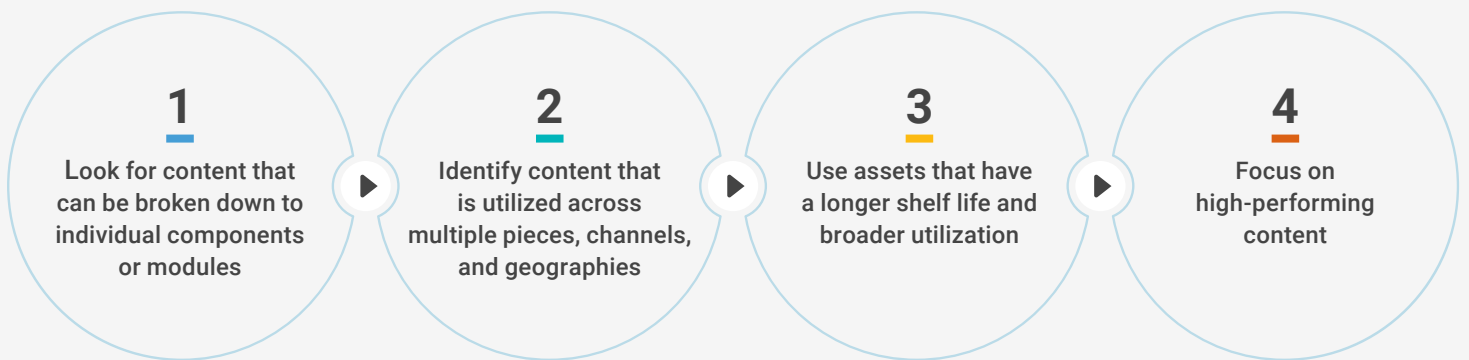 1
Look for content that
can be broken down to
individual components
or modules
2
Identify content that
is utilized across
multiple pieces, channels,
and geographies
3
Use assets that have
a longer shelf life and
broader utilization
4
Focus on
high-performing
content